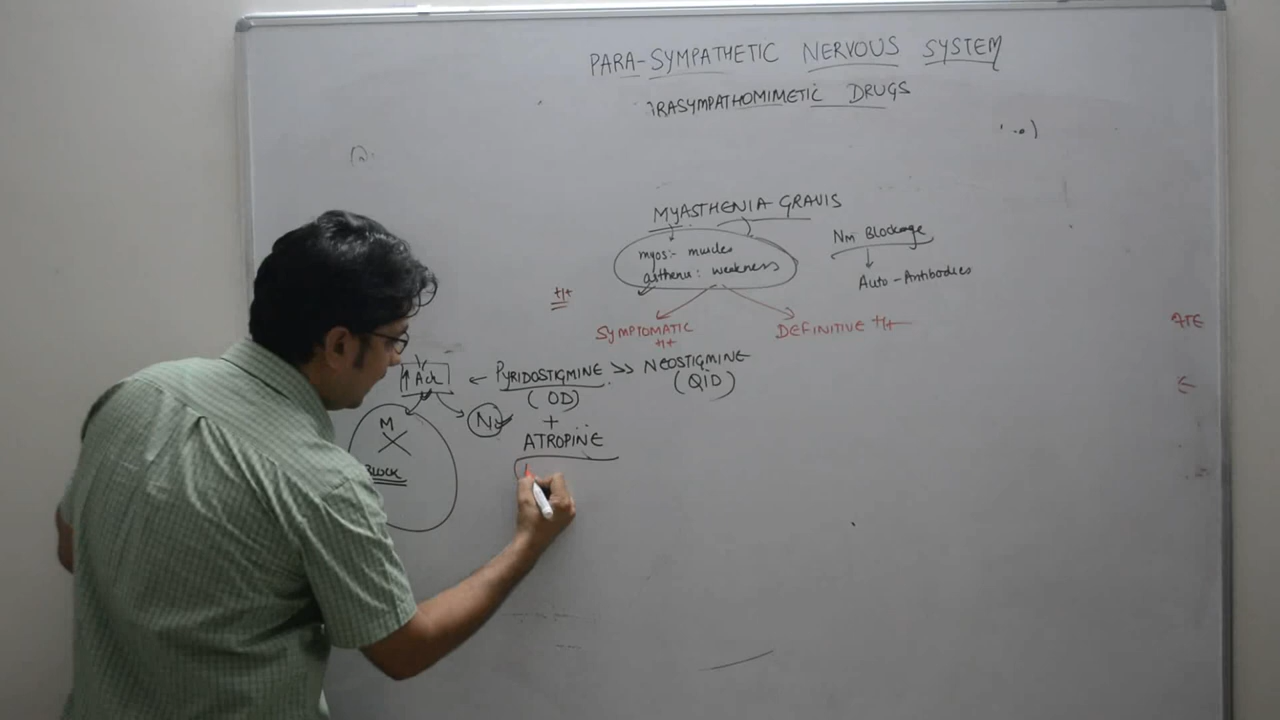 PARA-SYMPATHETIC NERVOUS SYSTEM
RASYMPATHOMIMETIC DRUGS
MYASTHENIA GRAVIS
myos:- muscles
asthenia: weakness
Nm Blockage
Auto-Antibodies
SYMPTOMATIC
DEFINITIVE
↑ Ach ← PYRIDOSTIGMINE >> NEOSTIGMINE
(OD)
(QID)
M
+
ATROPINE
BLOCK